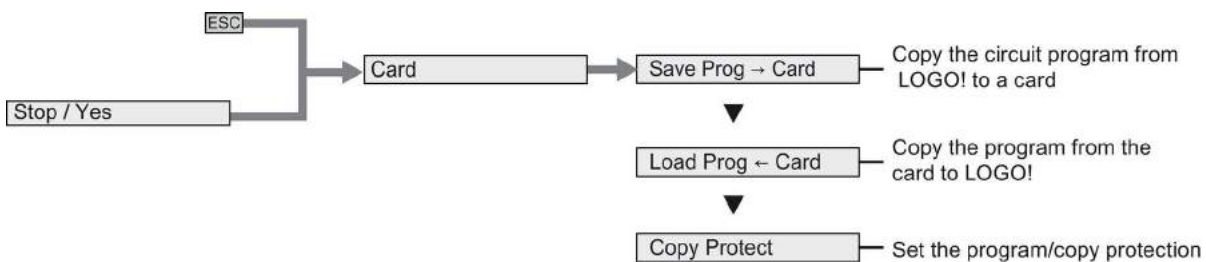 ESC
Stop / Yes
Card
Save Prog → Card
Copy the circuit program from
LOGO! to a card
Load Prog ← Card
Copy the program from the
card to LOGO!
Copy Protect
Set the program/copy protection